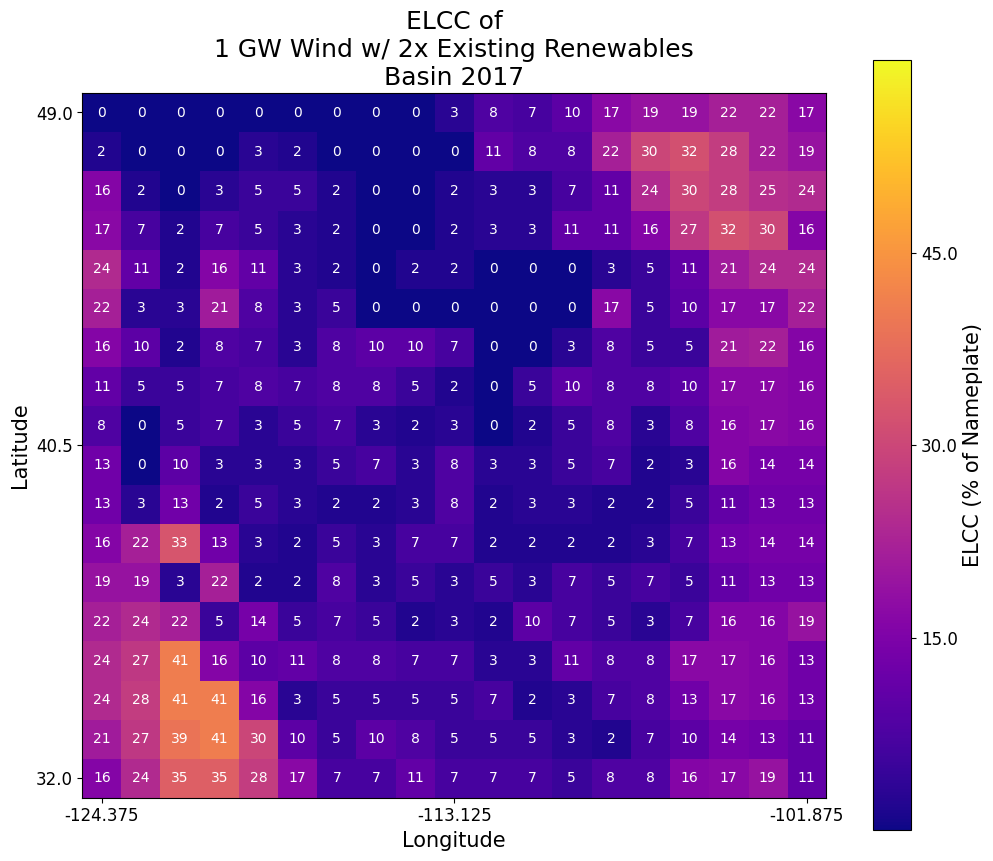 ELCC of
1 GW Wind w/ 2x Existing Renewables
Basin 2017
49.0
0 0 0 0 0 0 0 0 0 3 8 7 10 17 19 19 22 22 17
2 0 0 0 3 2 0 0 0 0 11 8 8 22 30 32 28 22 19
16 2 0 3 5 5 2 0 0 2 3 3 7 11 24 30 28 25 24
17 7 2 7 5 3 2 0 0 2 3 3 11 11 16 27 32 30 16
24 11 2 16 11 3 2 0 2 2 0 0 0 3 5 11 21 24 24
22 3 3 21 8 3 5 0 0 0 0 0 0 17 5 10 17 17 22
16 10 2 8 7 3 8 10 10 7 0 0 3 8 5 5 21 22 16
11 5 5 7 8 7 8 8 5 2 0 5 10 8 8 10 17 17 16
40.5
8 0 5 7 3 5 7 3 2 3 0 2 5 8 3 8 16 17 16
13 0 10 3 3 3 5 7 3 8 3 3 5 7 2 3 16 14 14
13 3 13 2 5 3 2 2 3 8 2 3 3 2 2 5 11 13 13
16 22 33 13 3 2 5 3 7 7 2 2 2 2 3 7 13 14 14
19 19 3 22 2 2 8 3 5 3 5 3 7 5 7 5 11 13 13
22 24 22 5 14 5 7 5 2 3 2 10 7 5 3 7 16 16 19
24 27 41 16 10 11 8 8 7 7 3 3 11 8 8 17 17 16 13
24 28 41 41 16 3 5 5 5 5 7 2 3 7 8 13 17 16 13
21 27 39 41 30 10 5 10 8 5 5 5 3 2 7 10 14 13 11
32.0
16 24 35 35 28 17 7 7 11 7 7 7 5 8 8 16 17 19 11
-124.375
-113.125
-101.875
Longitude
Latitude
45.0
30.0
15.0
ELCC (% of Nameplate)